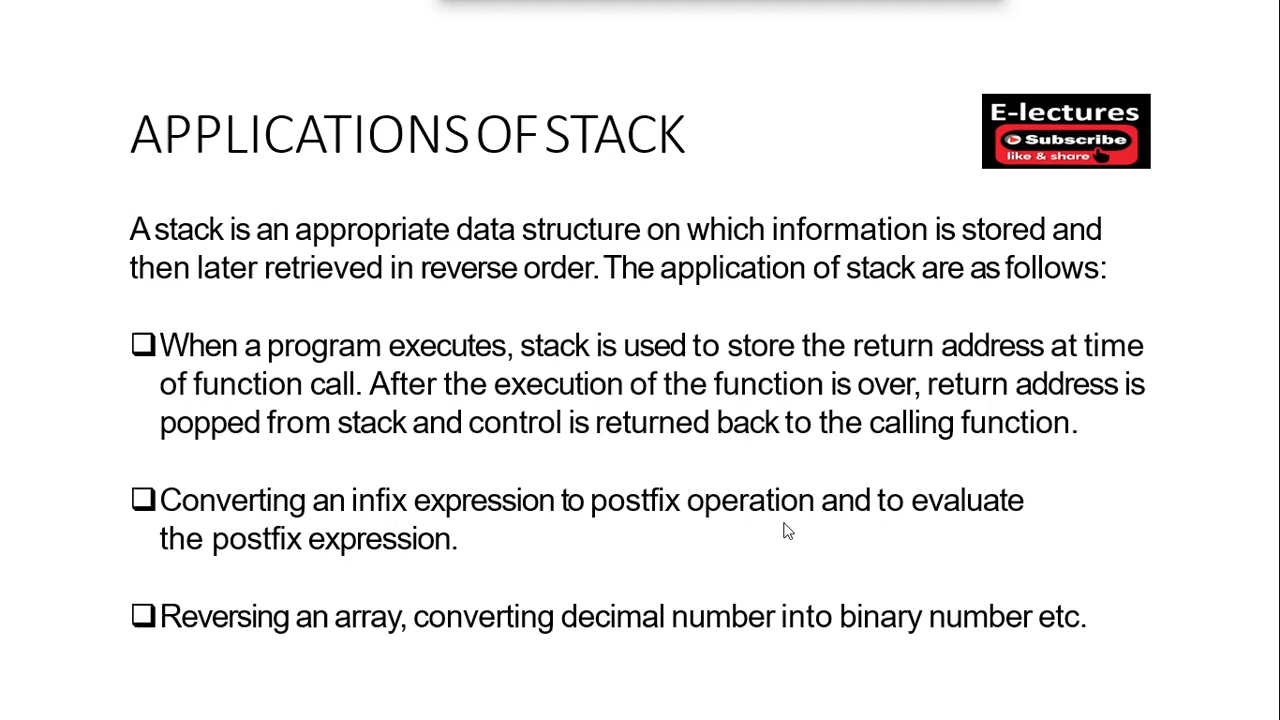 APPLICATIONS OF STACK
E-lectures
Subscribe
like & share
A stack is an appropriate data structure on which information is stored and
then later retrieved in reverse order. The application of stack are as follows:
When a program executes, stack is used to store the return address at time
of function call. After the execution of the function is over, return address is
popped from stack and control is returned back to the calling function.
Converting an infix expression to postfix operation and to evaluate
the postfix expression.
Reversing an array, converting decimal number into binary number etc.